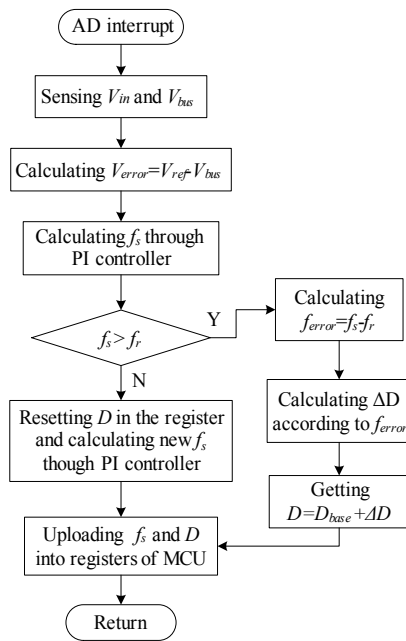 AD interrupt
Sensing Vin and Vbus
Calculating Verror=Vref-Vbus
Calculating fs through
PI controller
fs>fr
Y
N
Calculating
ferror=fs-fr
Calculating ΔD
according to ferror
Getting
D=Dbase+ΔD
Resetting D in the register
and calculating new fs
though PI controller
Uploading fs and D
into registers of MCU
Return